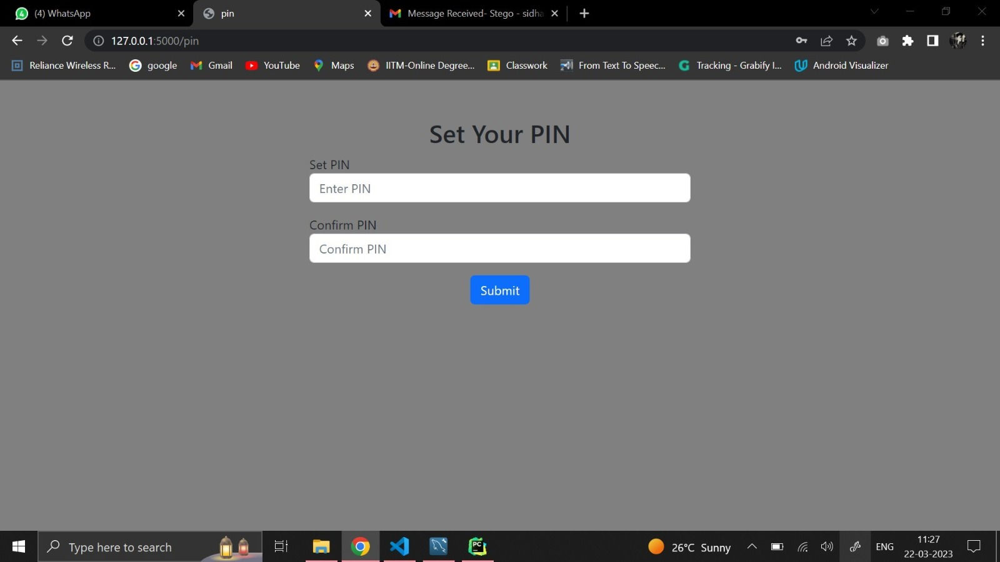 (4) WhatsApp
pin
Message Received- Stego - sidha
127.0.0.1:5000/pin
Reliance Wireless R...
google
Gmail
YouTube
Maps
IITM-Online Degree...
Classwork
From Text To Speec...
Tracking - Grabify I...
Android Visualizer
Set Your PIN
Set PIN
Enter PIN
Confirm PIN
Confirm PIN
Submit
Type here to search
PC
26°C Sunny
ENG
11:27
22-03-2023